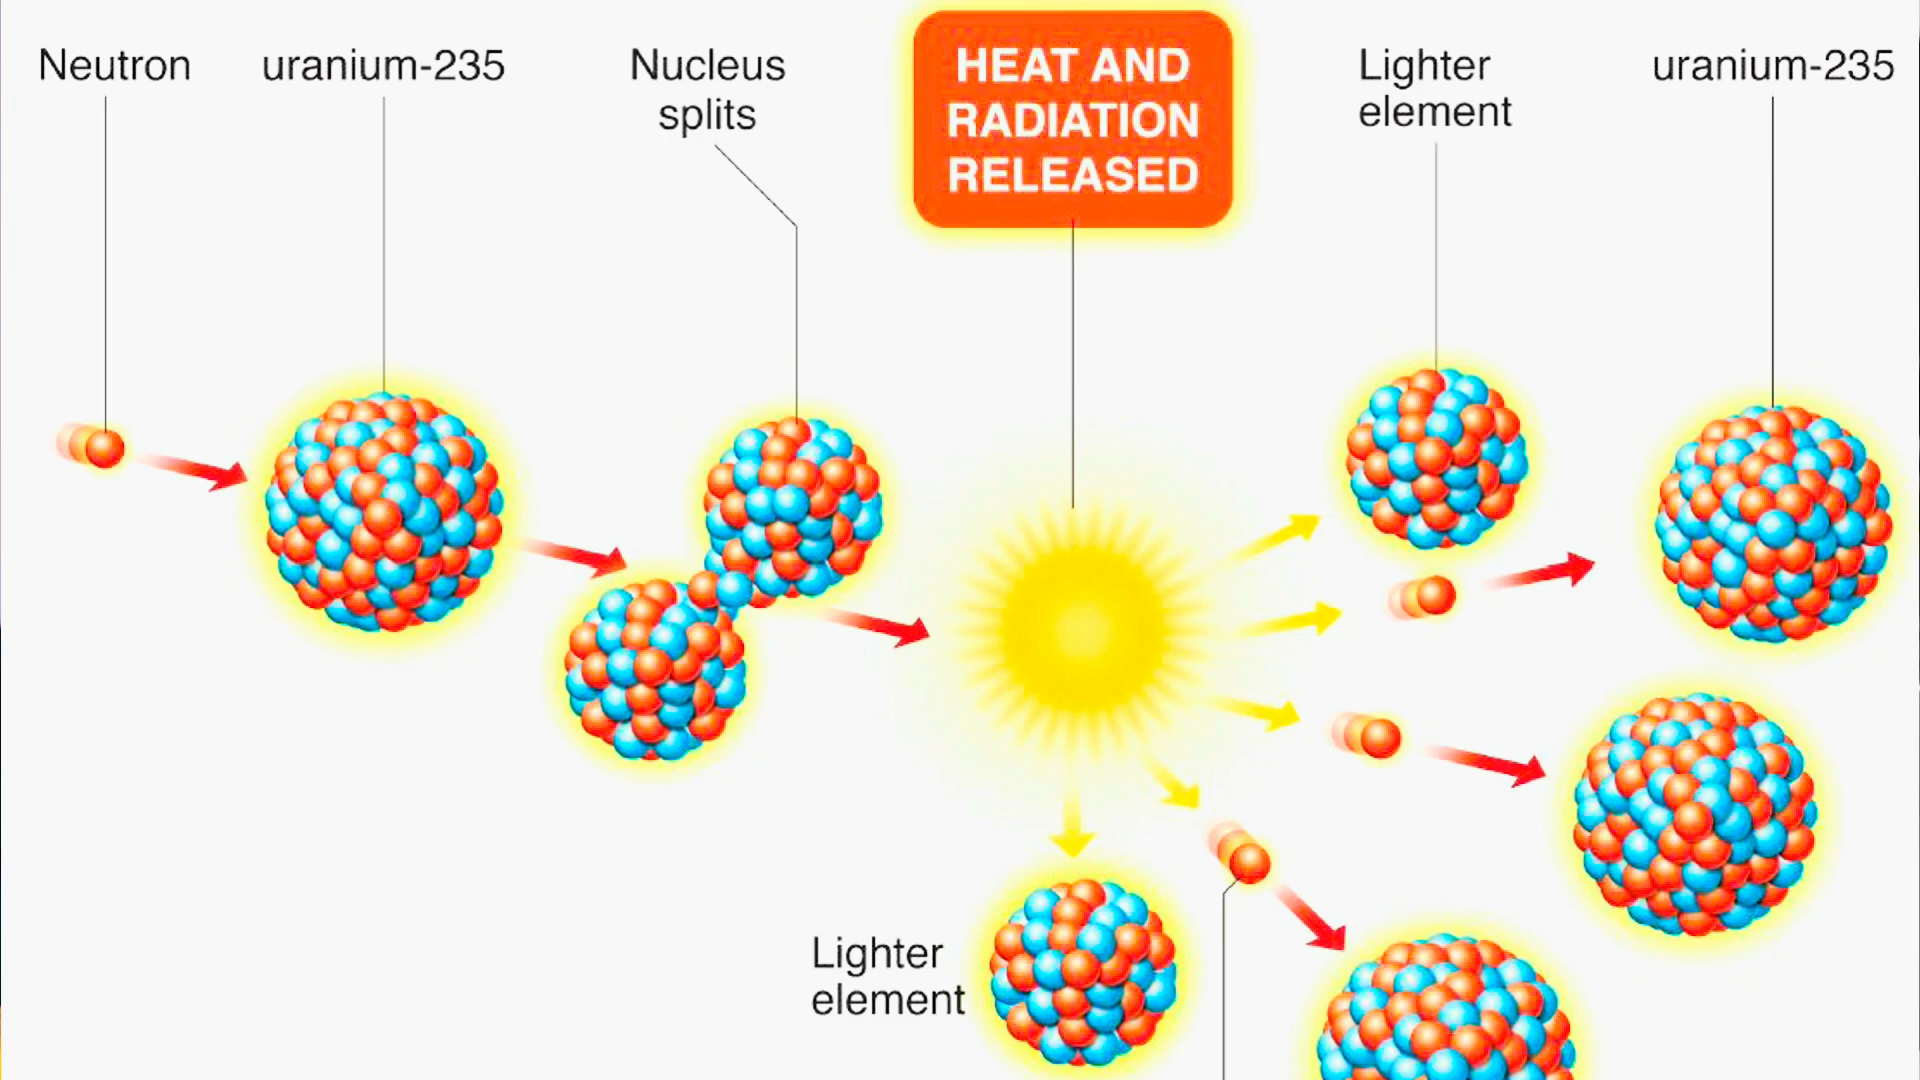 Neutron
uranium-235
Nucleus
splits
HEAT AND
RADIATION
RELEASED
Lighter
element
uranium-235
Lighter
element